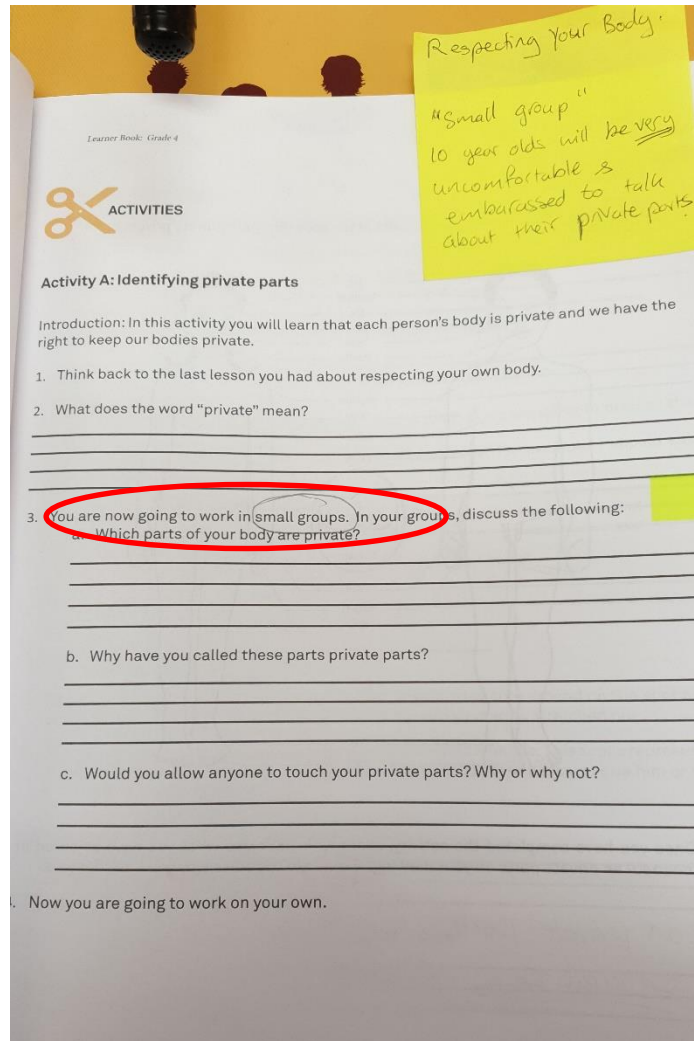 Respecting Your Body.
"Small group"
10 year olds will be very
uncomfortable &
embarassed to talk
about their private parts
Learner Book: Grade 4
ACTIVITIES
Activity A: Identifying private parts
Introduction: In this activity you will learn that each person's body is private and we have the
right to keep our bodies private.
1. Think back to the last lesson you had about respecting your own body.
2. What does the word "private" mean?
3. You are now going to work in small groups. In your groups, discuss the following:
a. Which parts of your body are private?
b. Why have you called these parts private parts?
c. Would you allow anyone to touch your private parts? Why or why not?
. Now you are going to work on your own.